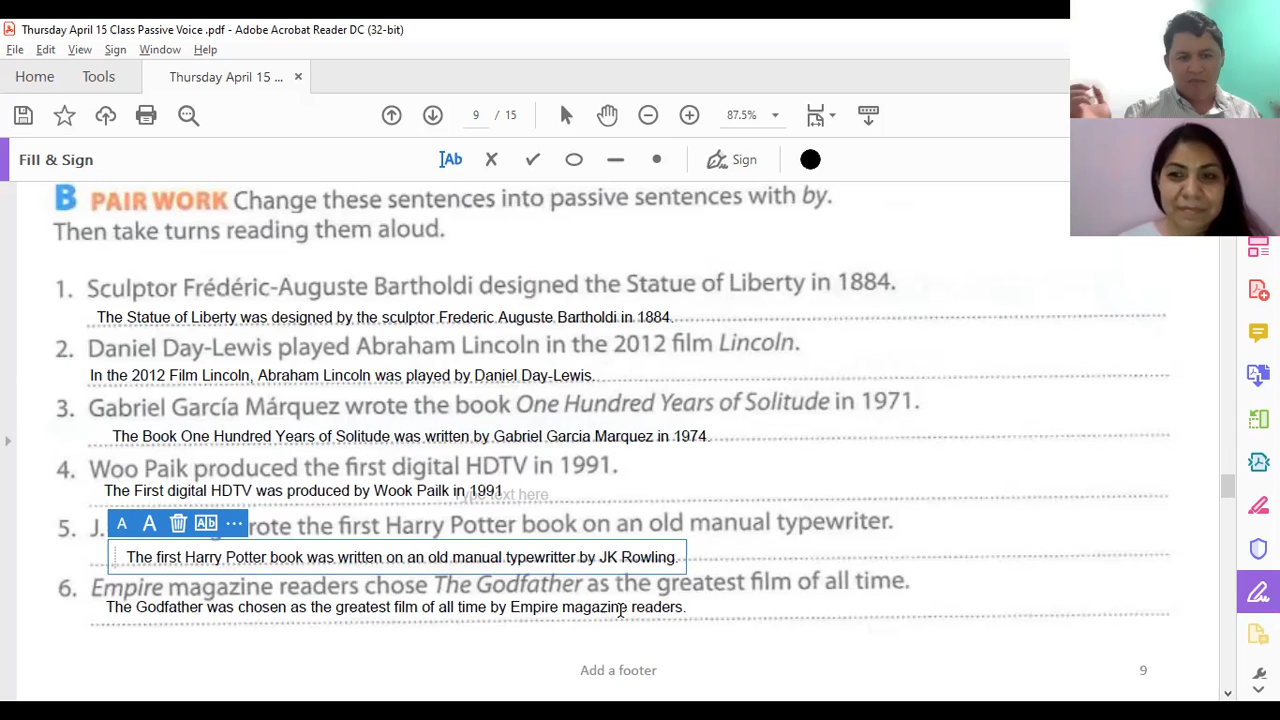 Thursday April 15 Class Passive Voice .pdf - Adobe Acrobat Reader DC (32-bit)
File Edit View Sign Window Help
Home Tools Thursday April 15 ... ×
9 / 15 87.5%
Fill & Sign
Ab Sign
B PAIR WORK Change these sentences into passive sentences with by.
Then take turns reading them aloud.
1. Sculptor Frédéric-Auguste Bartholdi designed the Statue of Liberty in 1884.
The Statue of Liberty was designed by the sculptor Frederic Auguste Bartholdi in 1884.
2. Daniel Day-Lewis played Abraham Lincoln in the 2012 film Lincoln.
In the 2012 Film Lincoln, Abraham Lincoln was played by Daniel Day-Lewis.
3. Gabriel García Márquez wrote the book One Hundred Years of Solitude in 1971.
The Book One Hundred Years of Solitude was written by Gabriel Garcia Marquez in 1974.
4. Woo Paik produced the first digital HDTV in 1991.
The First digital HDTV was produced by Wook Pailk in 1991
Type text here
A A Ab ...
5. J. rote the first Harry Potter book on an old manual typewriter.
The first Harry Potter book was written on an old manual typewritter by JK Rowling.
6. Empire magazine readers chose The Godfather as the greatest film of all time.
The Godfather was chosen as the greatest film of all time by Empire magazine readers.
Add a footer 9